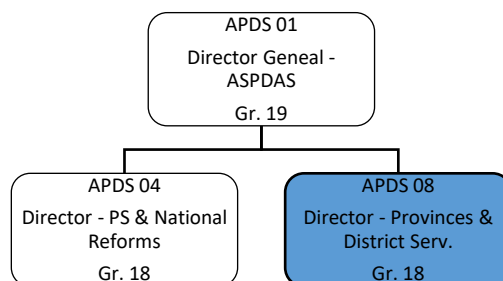 APDS 01
Director Geneal -
ASPDAS
Gr. 19
APDS 04
Director - PS & National
Reforms
Gr. 18
APDS 08
Director - Provinces &
District Serv.
Gr. 18